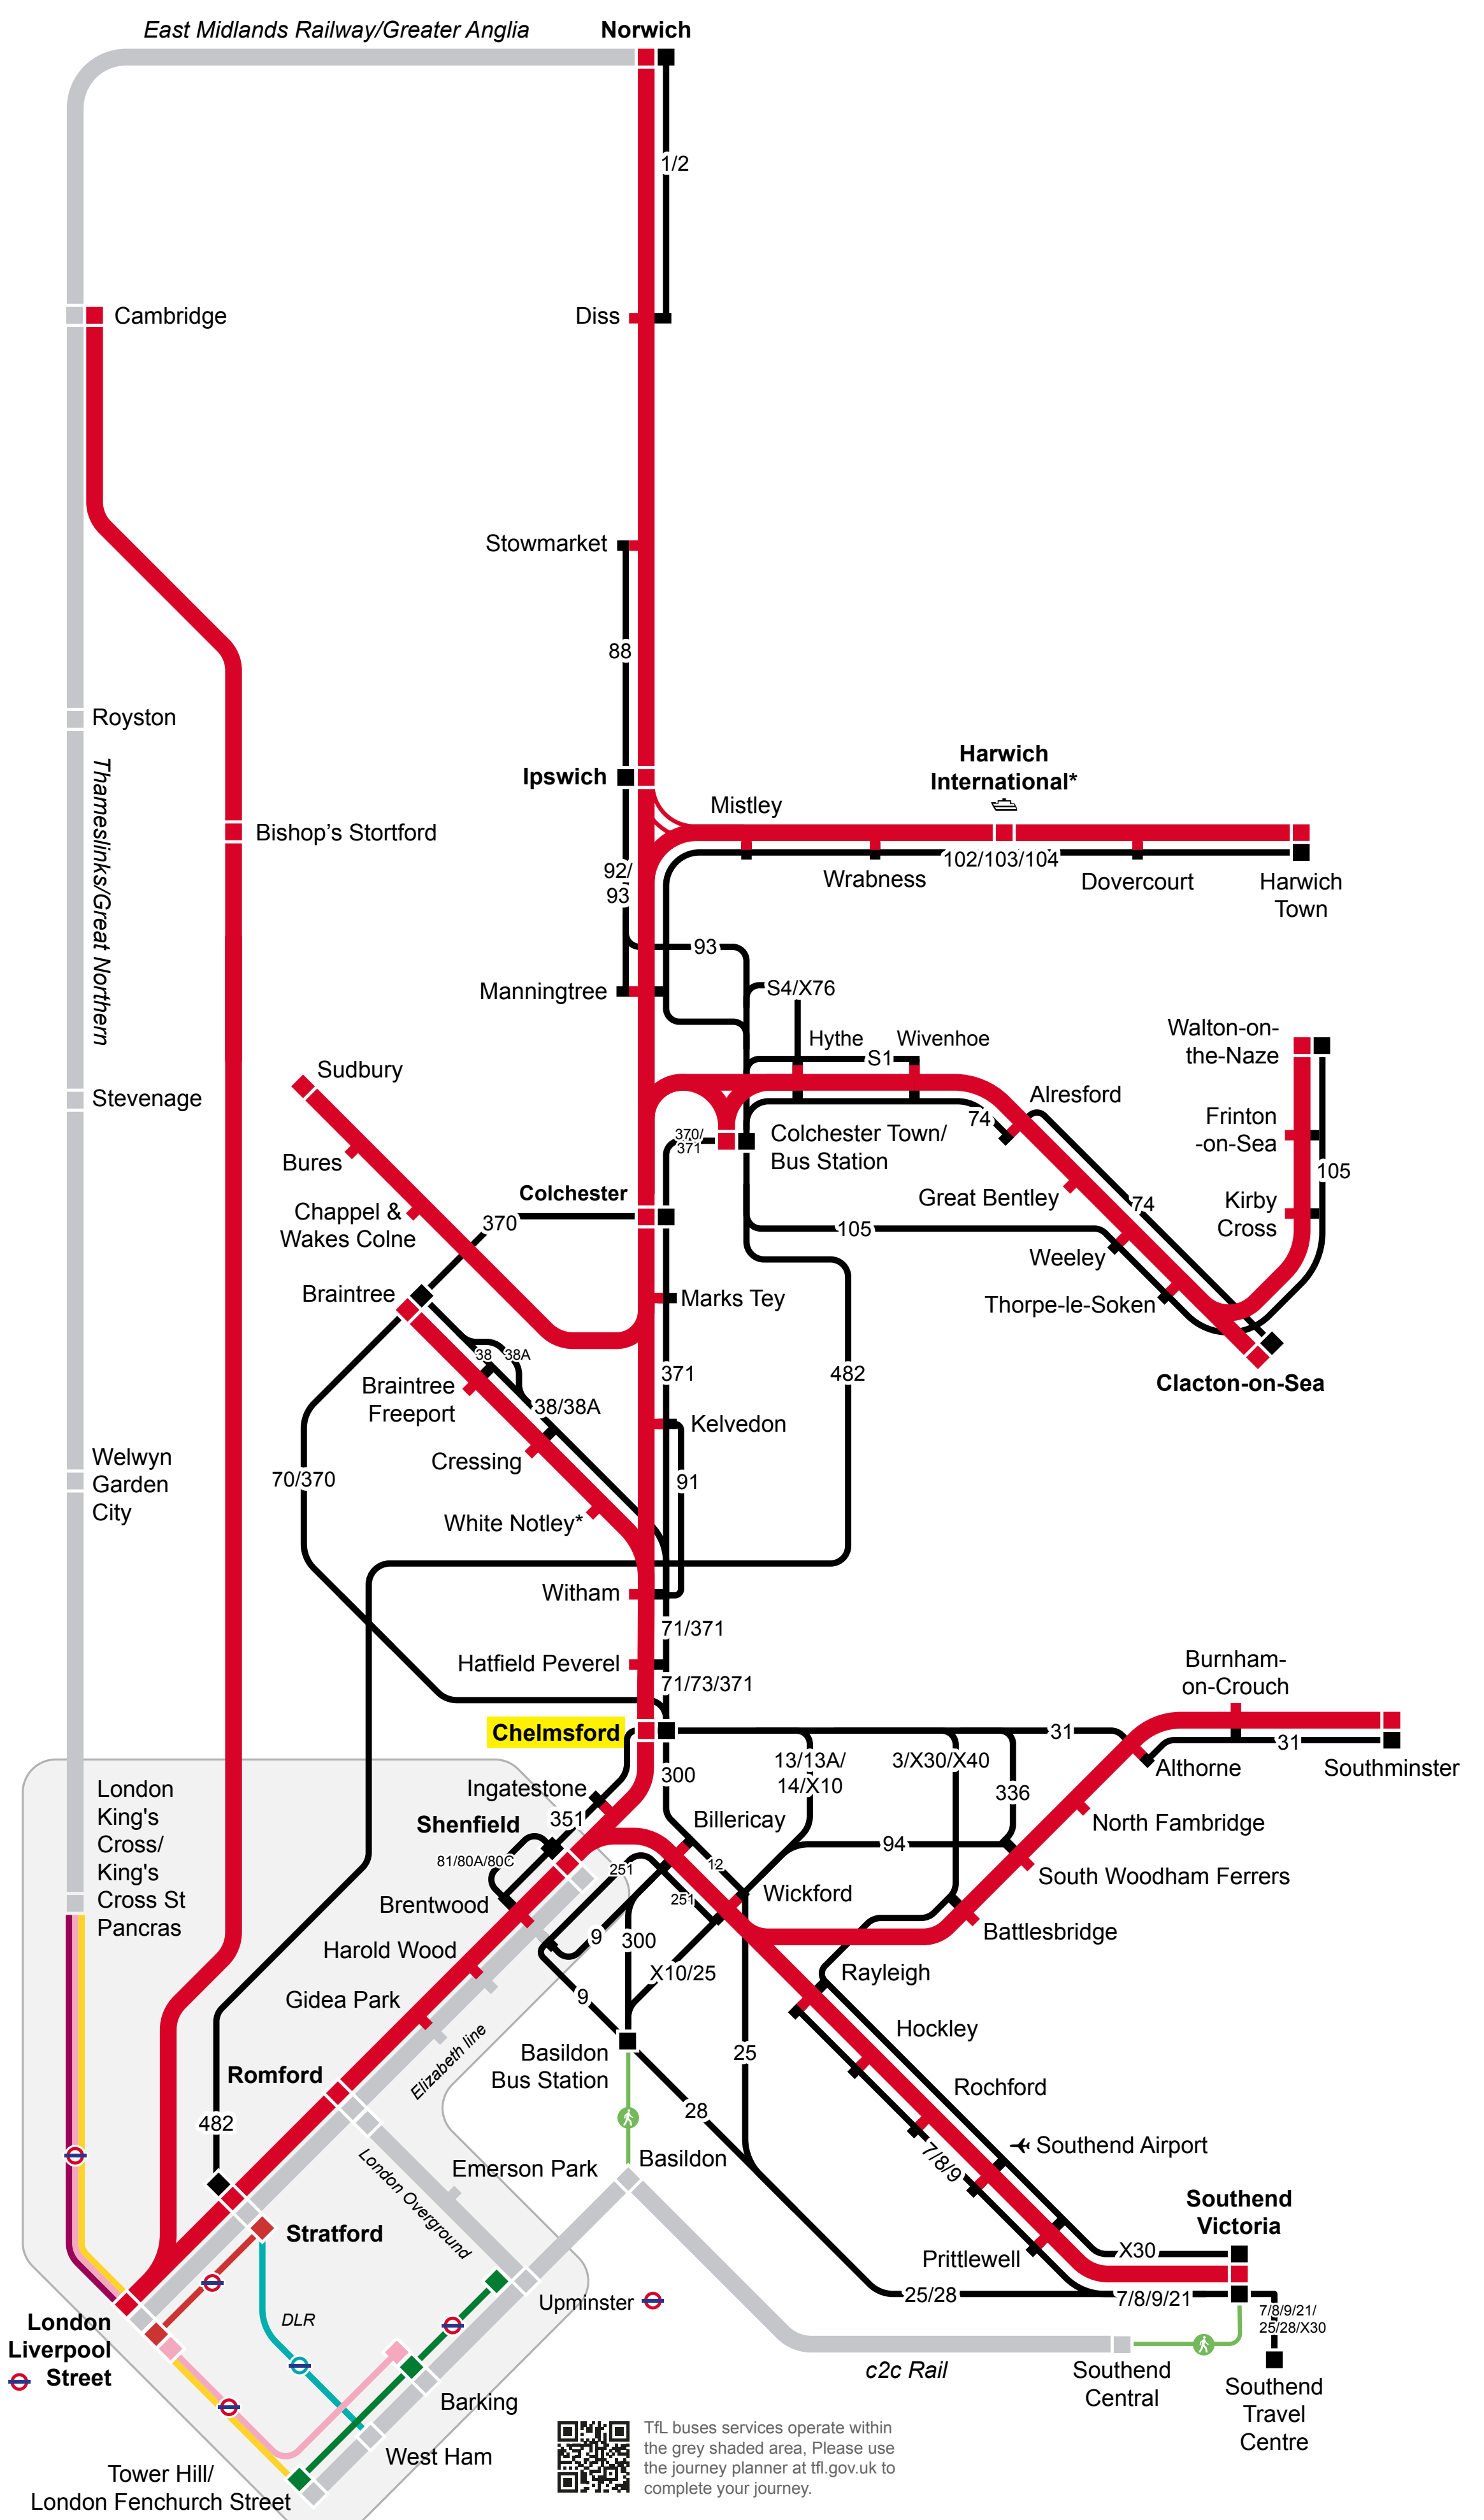 East Midlands Railway/Greater Anglia
Norwich
1/2
Cambridge
Diss
Stowmarket
88
Royston
Thameslinks/Great Northern
Ipswich
Harwich
International*
Mistley
Bishop's Stortford
92/
93
102/103/104
Wrabness
Dovercourt
Harwich
Town
93
Manningtree
S4/X76
Hythe
Wivenhoe
S1
Walton-on-
the-Naze
Sudbury
Stevenage
Alresford
74
Frinton
-on-Sea
370/
371
Colchester Town/
Bus Station
Bures
105
Colchester
Great Bentley
74
Kirby
Cross
Chappel &
Wakes Colne
370
105
Weeley
Braintree
Marks Tey
Thorpe-le-Soken
38
38A
371
482
Clacton-on-Sea
Braintree
Freeport
38/38A
Kelvedon
Welwyn
Garden
City
Cressing
70/370
91
White Notley*
Witham
71/371
Hatfield Peverel
71/73/371
Burnham-
on-Crouch
Chelmsford
31
31
13/13A/
14/X10
3/X30/X40
Althorne
Southminster
London
King's
Cross/
King's
Cross St
Pancras
Ingatestone
300
336
351
Shenfield
Billericay
North Fambridge
94
81/80A/80C
251
12
South Woodham Ferrers
Brentwood
251
Wickford
Battlesbridge
9
300
Harold Wood
X10/25
Rayleigh
Gidea Park
9
Hockley
Elizabeth line
Basildon
Bus Station
25
Romford
Rochford
28
482
London Overground
Emerson Park
Basildon
7/8/9
Southend Airport
Stratford
Southend
Victoria
X30
Prittlewell
Upminster
25/28
7/8/9/21
7/8/9/21/
25/28/X30
DLR
London
Liverpool
Street
c2c Rail
Southend
Central
Southend
Travel
Centre
Barking
West Ham
Tower Hill/
London Fenchurch Street
TfL buses services operate within
the grey shaded area, Please use
the journey planner at tfl.gov.uk to
complete your journey.